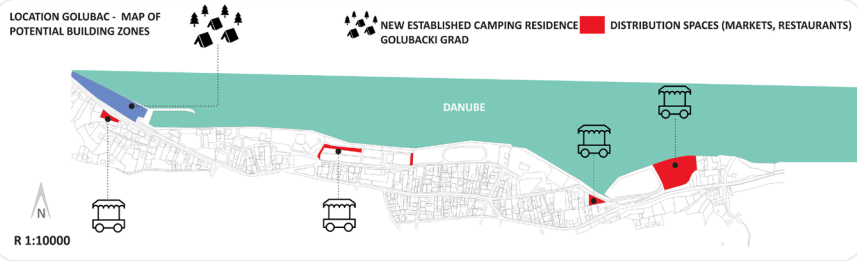 LOCATION GOLUBAC - MAP OF
POTENTIAL BUILDING ZONES
NEW ESTABLISHED CAMPING RESIDENCE
GOLUBACKI GRAD
DISTRIBUTION SPACES (MARKETS, RESTAURANTS)
DANUBE
N
R 1:10000